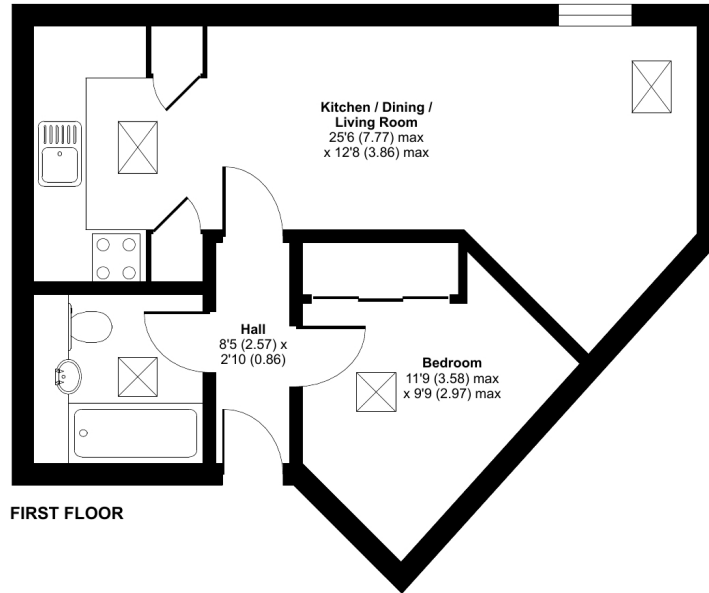 Kitchen / Dining /
Living Room
25'6 (7.77) max
x 12'8 (3.86) max
Hall
8'5 (2.57) x
2'10 (0.86)
Bedroom
11'9 (3.58) max
x 9'9 (2.97) max
FIRST FLOOR